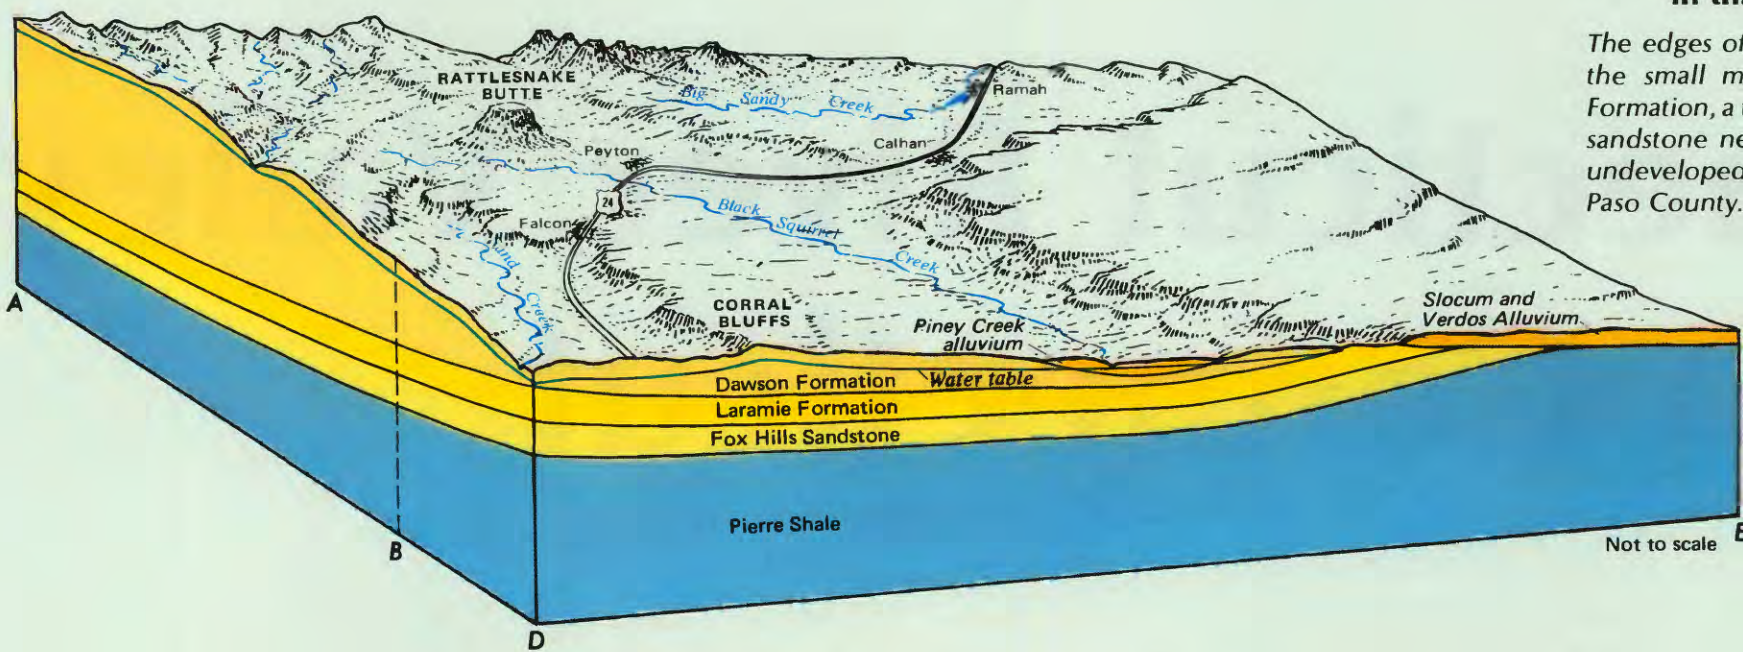 The edges of
the small m
Formation, a
sandstone ne
undeveloped
Paso County.
RATTLESNAKE
BUTTE
Big Sandy Creek
Ramah
Peyton
Calhan
24
Falcon
Black Squirrel Creek
Sand Creek
CORRAL
BLUFFS
Piney Creek
alluvium
Slocum and
Verdos Alluvium
Dawson Formation
Water table
Laramie Formation
Fox Hills Sandstone
Pierre Shale
Not to scale
A
B
D
E